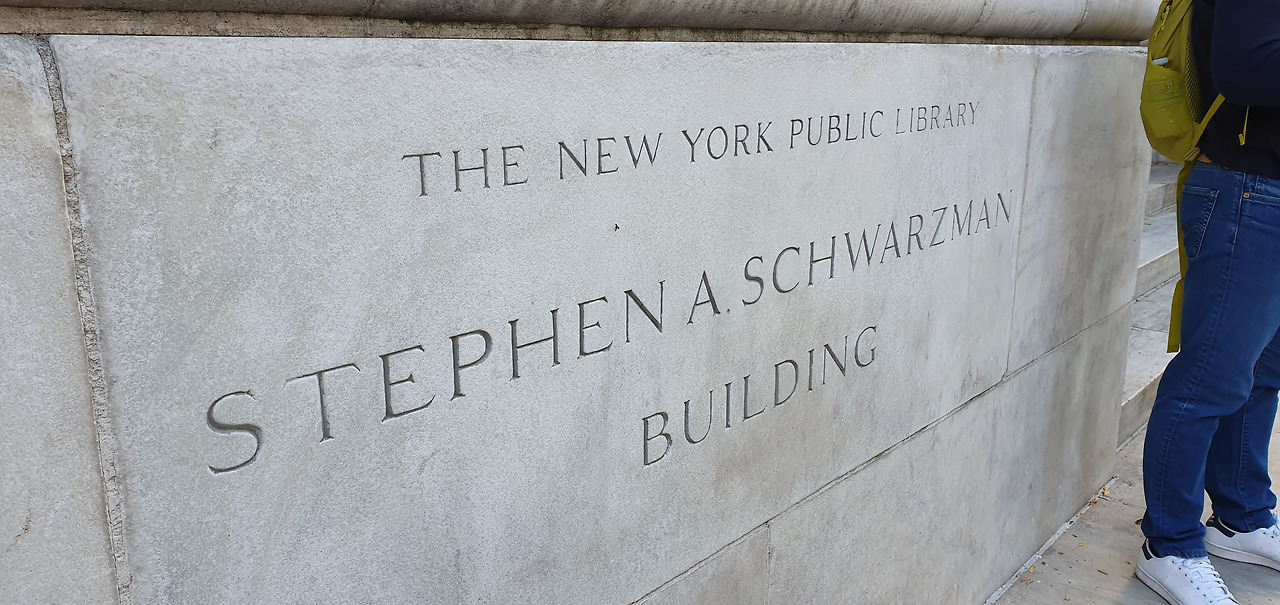 THE NEW YORK PUBLIC LIBRARY
STEPHEN A. SCHWARZMAN
BUILDING